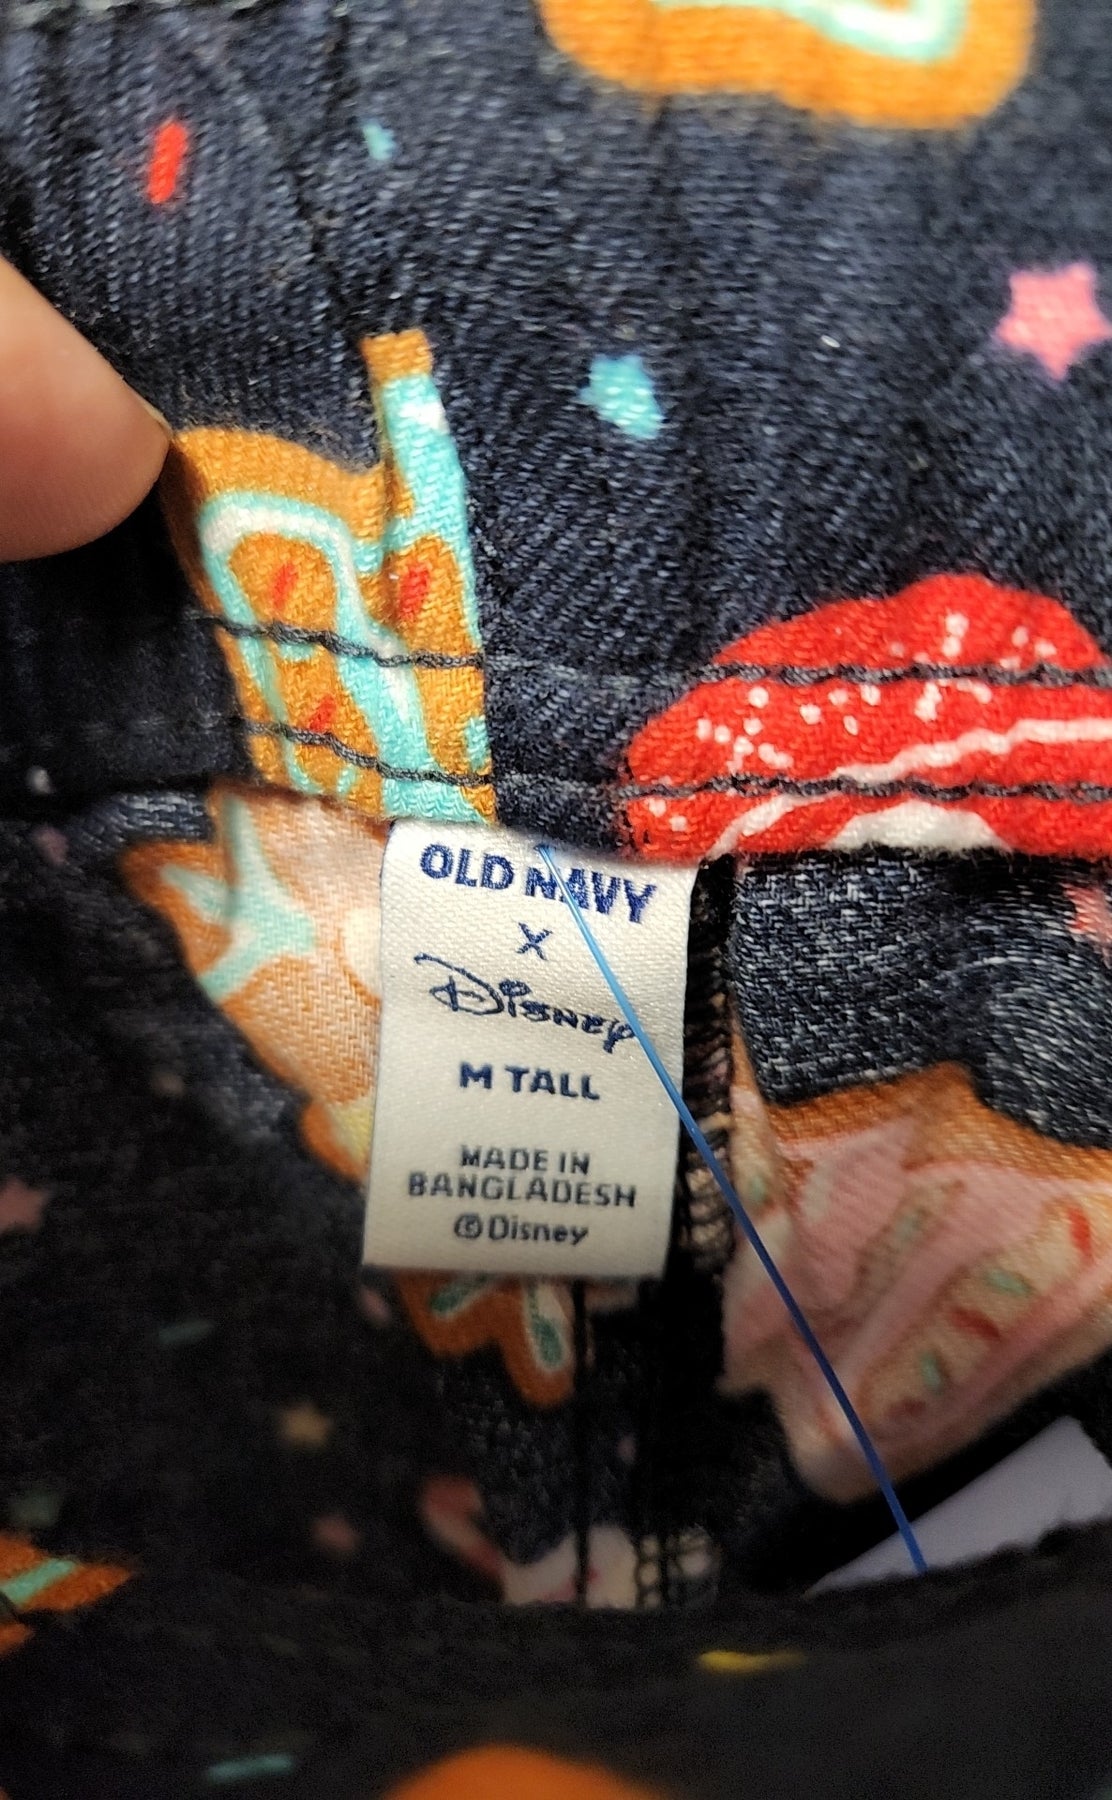 OLD NAVY
X
Disney
M TALL
MADE IN
BANGLADESH
©Disney